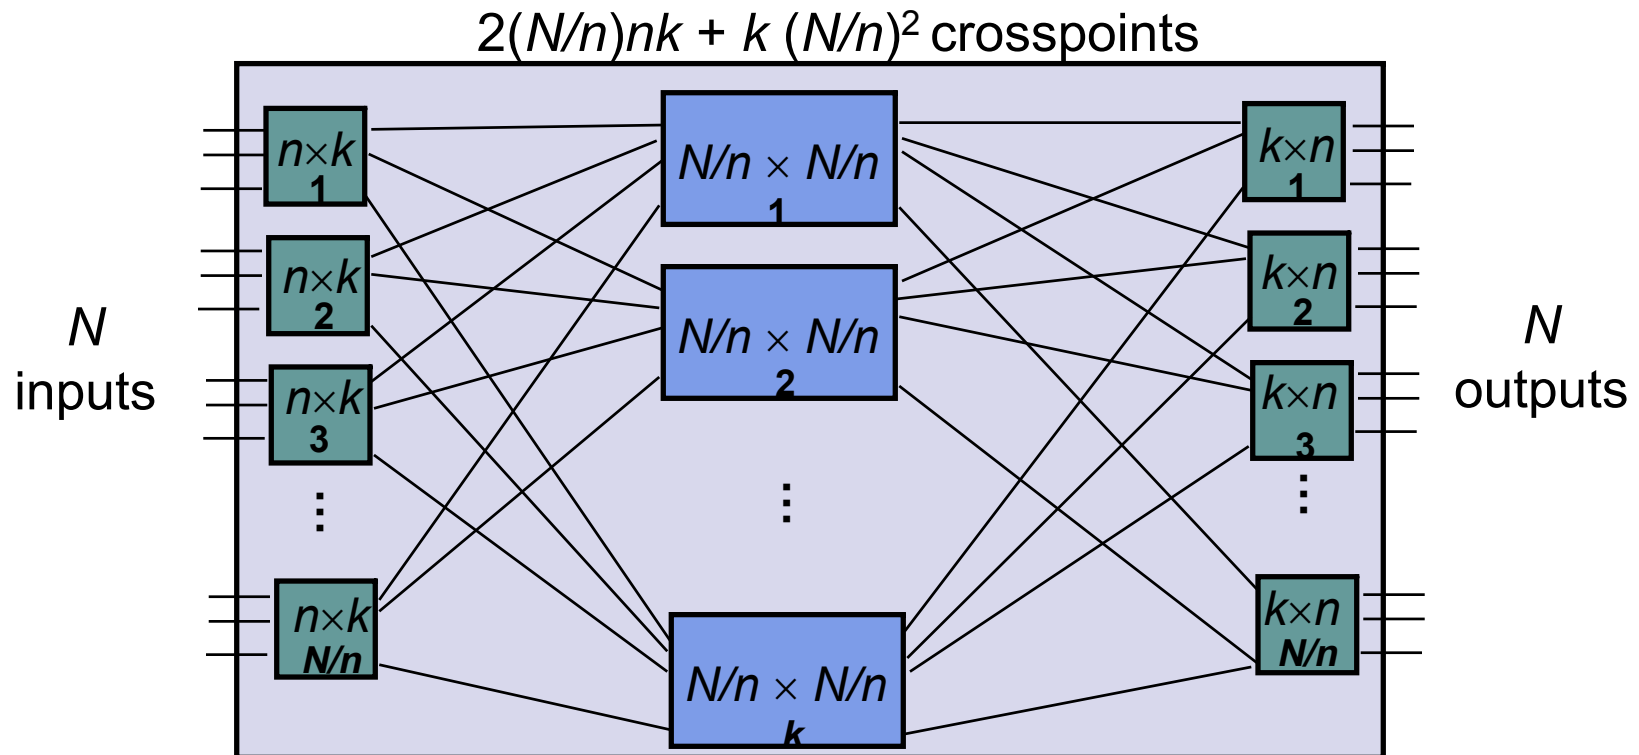 2(N/n)nk + k (N/n)² crosspoints
N
inputs
n×k
1
n×k
2
n×k
3
⋮
n×k
N/n
N/n × N/n
1
N/n × N/n
2
⋮
N/n × N/n
k
k×n
1
k×n
2
k×n
3
⋮
k×n
N/n
N
outputs